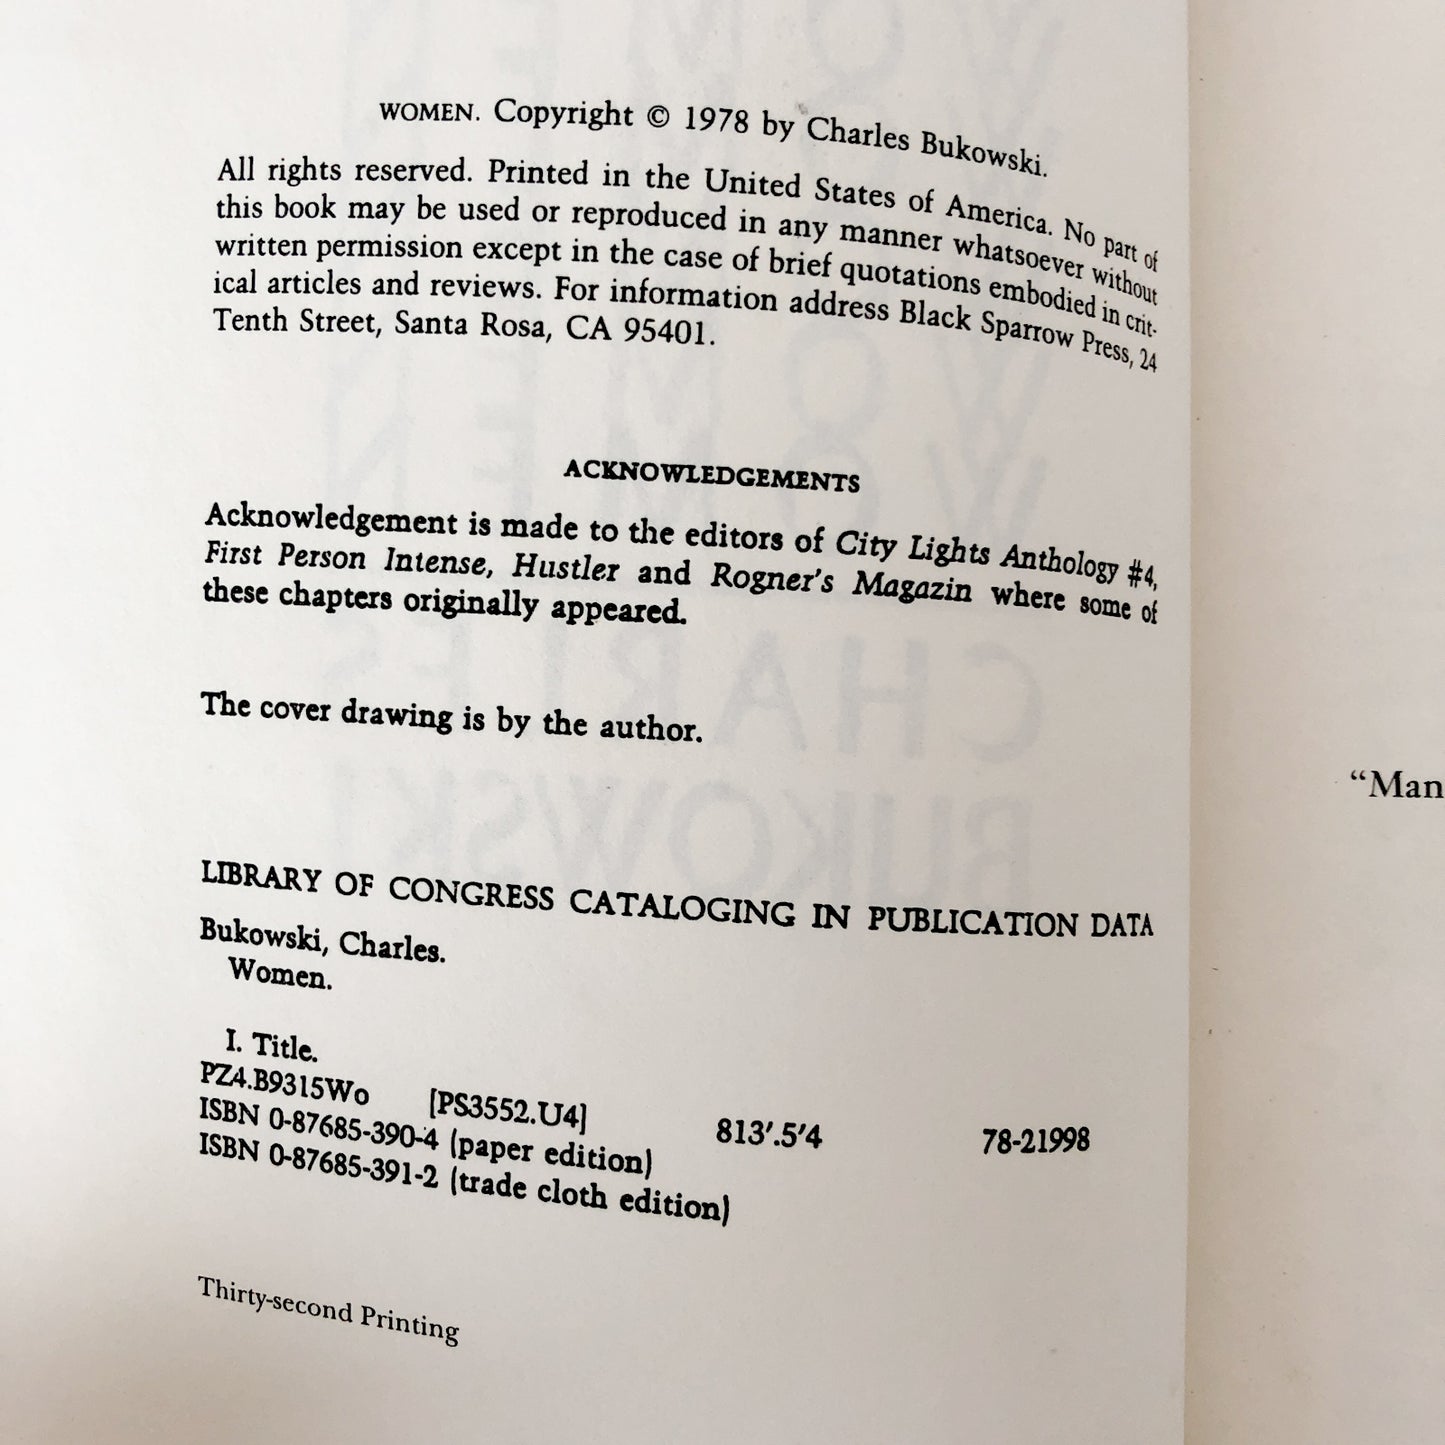 WOMEN. Copyright © 1978 by Charles Bukowski.
All rights reserved. Printed in the United States of America. No part of
this book may be used or reproduced in any manner whatsoever without
written permission except in the case of brief quotations embodied in crit-
ical articles and reviews. For information address Black Sparrow Press, 24
Tenth Street, Santa Rosa, CA 95401.
ACKNOWLEDGEMENTS
Acknowledgement is made to the editors of City Lights Anthology #4,
First Person Intense, Hustler and Rogner's Magazin where some of
these chapters originally appeared.
The cover drawing is by the author.
LIBRARY OF CONGRESS CATALOGING IN PUBLICATION DATA
Bukowski, Charles.
Women.
I. Title.
PZ4.B9315Wo [PS3552.U4] 813'.5'4 78-21998
ISBN 0-87685-390-4 (paper edition)
ISBN 0-87685-391-2 (trade cloth edition)
Thirty-second Printing
"Man
WOMEN
WOMEN
CHARLES
BUKOWSKI